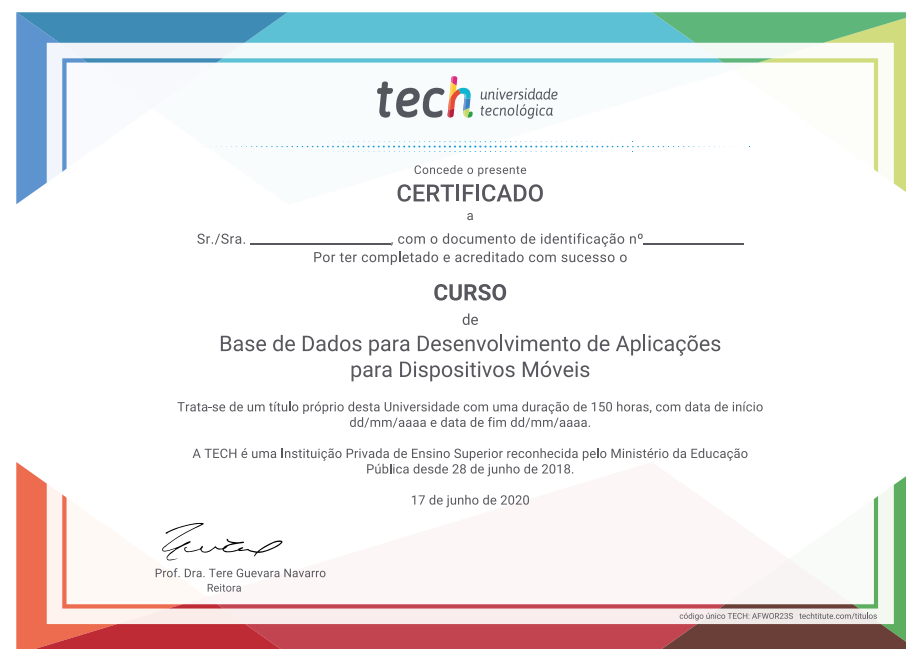 tech universidade
tecnológica
Concede o presente
CERTIFICADO
a
Sr./Sra. ____________________, com o documento de identificação nº______________
Por ter completado e acreditado com sucesso o
CURSO
de
Base de Dados para Desenvolvimento de Aplicações
para Dispositivos Móveis
Trata-se de um título próprio desta Universidade com uma duração de 150 horas, com data de início
dd/mm/aaaa e data de fim dd/mm/aaaa.
A TECH é uma Instituição Privada de Ensino Superior reconhecida pelo Ministério da Educação
Pública desde 28 de junho de 2018.
17 de junho de 2020
Prof. Dra. Tere Guevara Navarro
Reitora
código único TECH: AFWOR23S techtitute.com/titulos